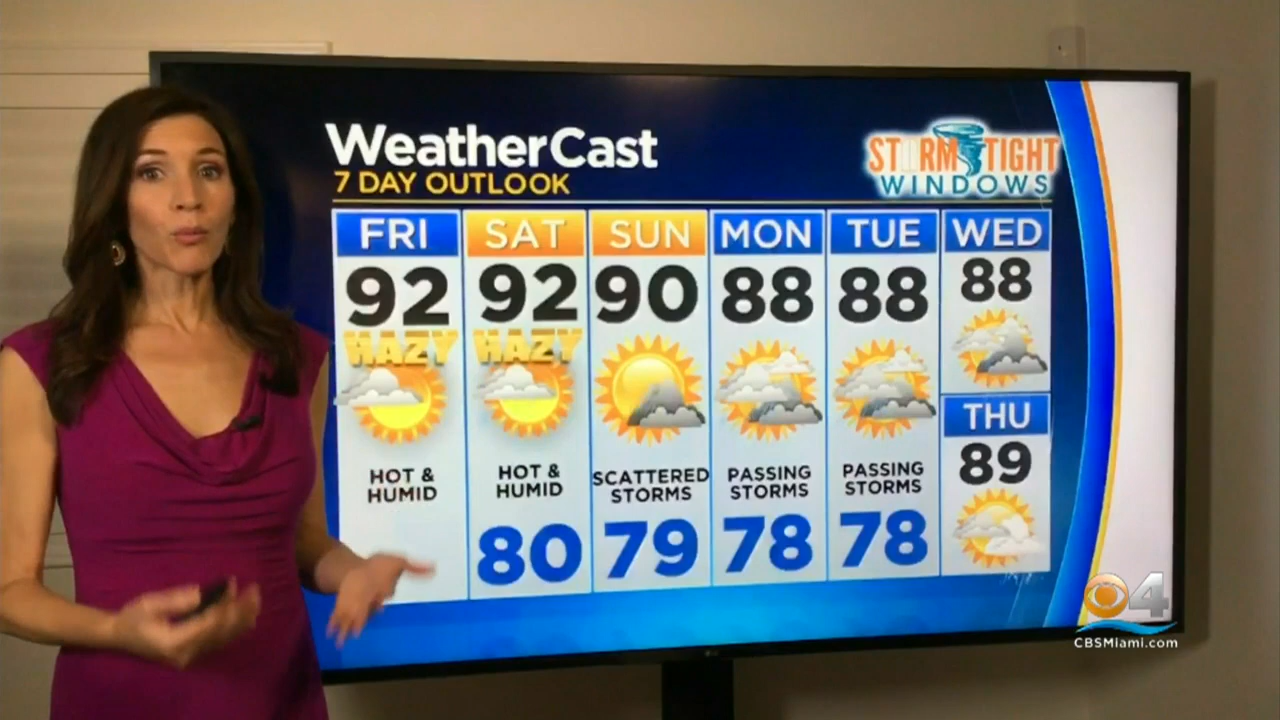 WeatherCast
7 DAY OUTLOOK
STORM TIGHT
WINDOWS
FRI
92
HAZY
HOT &
HUMID
SAT
92
HAZY
HOT &
HUMID
80
SUN
90
SCATTERED
STORMS
79
MON
88
PASSING
STORMS
78
TUE
88
PASSING
STORMS
78
WED
88
THU
89
4
CBSMiami.com